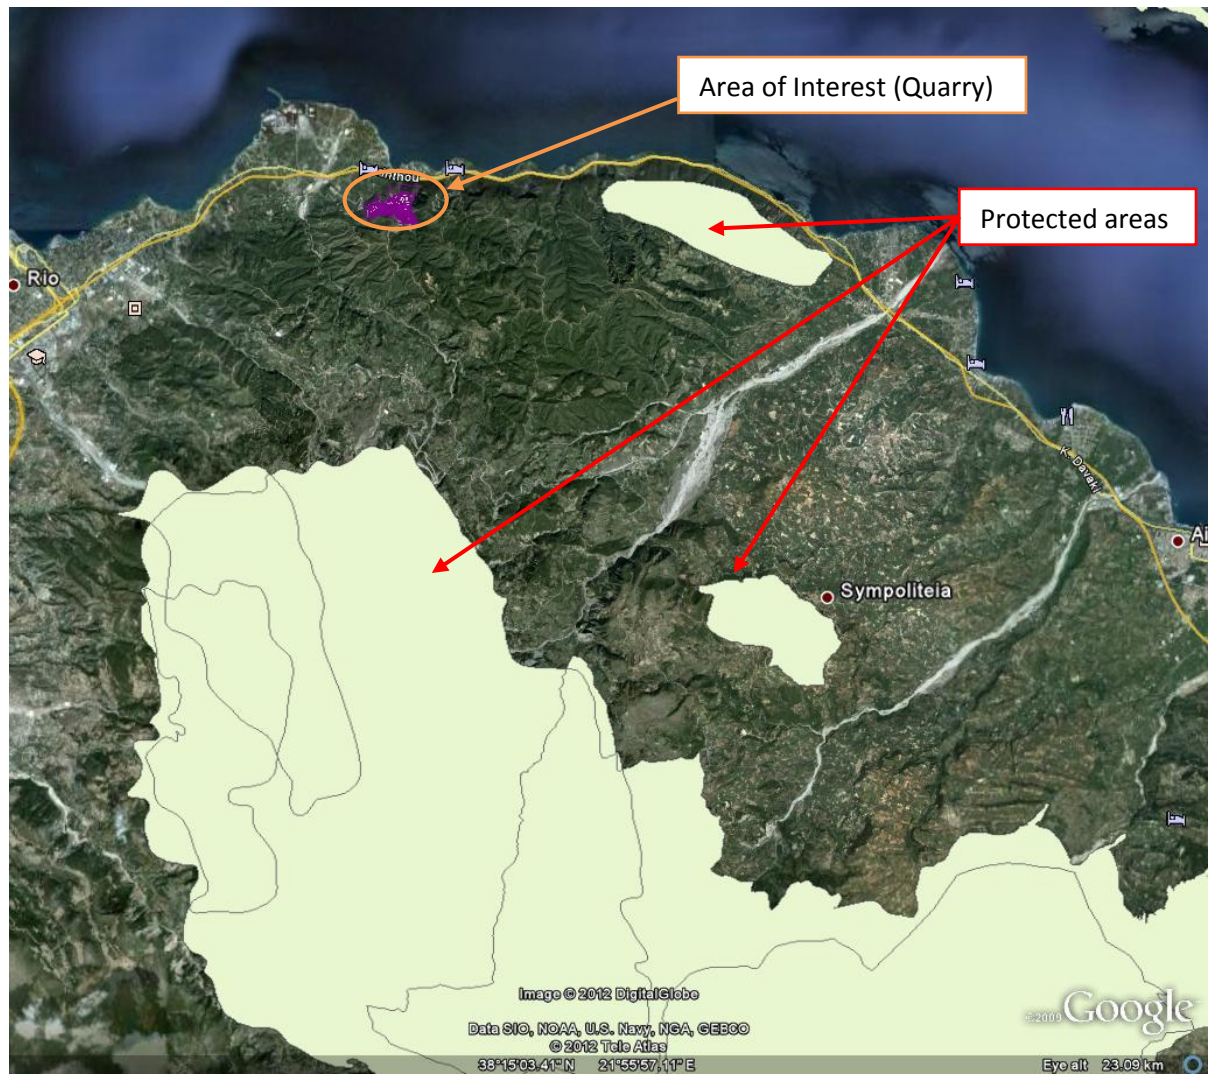 Area of Interest (Quarry)
Protected areas
Rio
K. Davaki
Sympoliteia
Image © 2012 DigitalGlobe
©2009 Google
Data SIO, NOAA, U.S. Navy, NGA, GEBCO
© 2012 Tele Atlas
38°15'03.41" N 21°55'57.11" E Eye alt 23.09 km